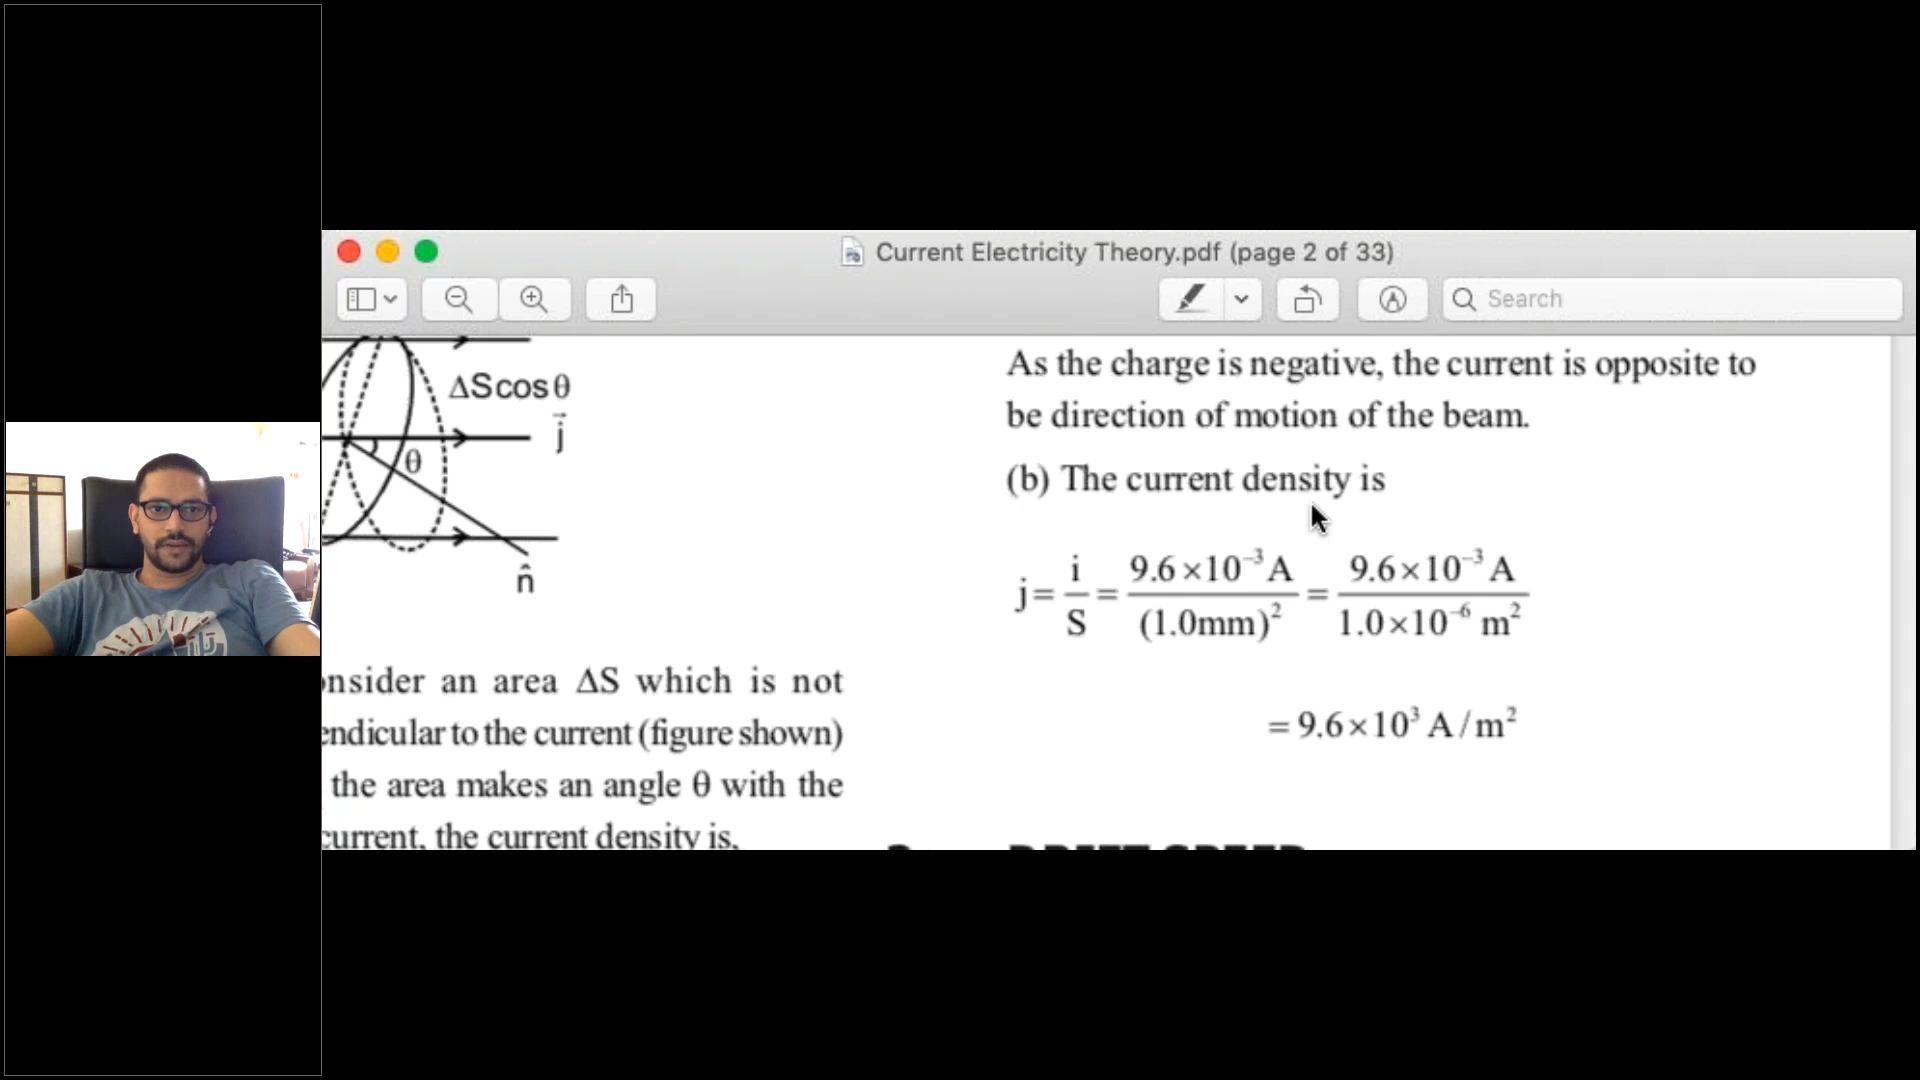 Current Electricity Theory.pdf (page 2 of 33)
Search
ΔS cos θ
j⃗
θ
n̂
onsider an area ΔS which is not
endicular to the current (figure shown)
the area makes an angle θ with the
current, the current density is,
As the charge is negative, the current is opposite to
be direction of motion of the beam.
(b) The current density is
j = i/S = 9.6×10⁻³ A/(1.0mm)² = 9.6×10⁻³ A/1.0×10⁻⁶ m²
= 9.6×10³ A/m²